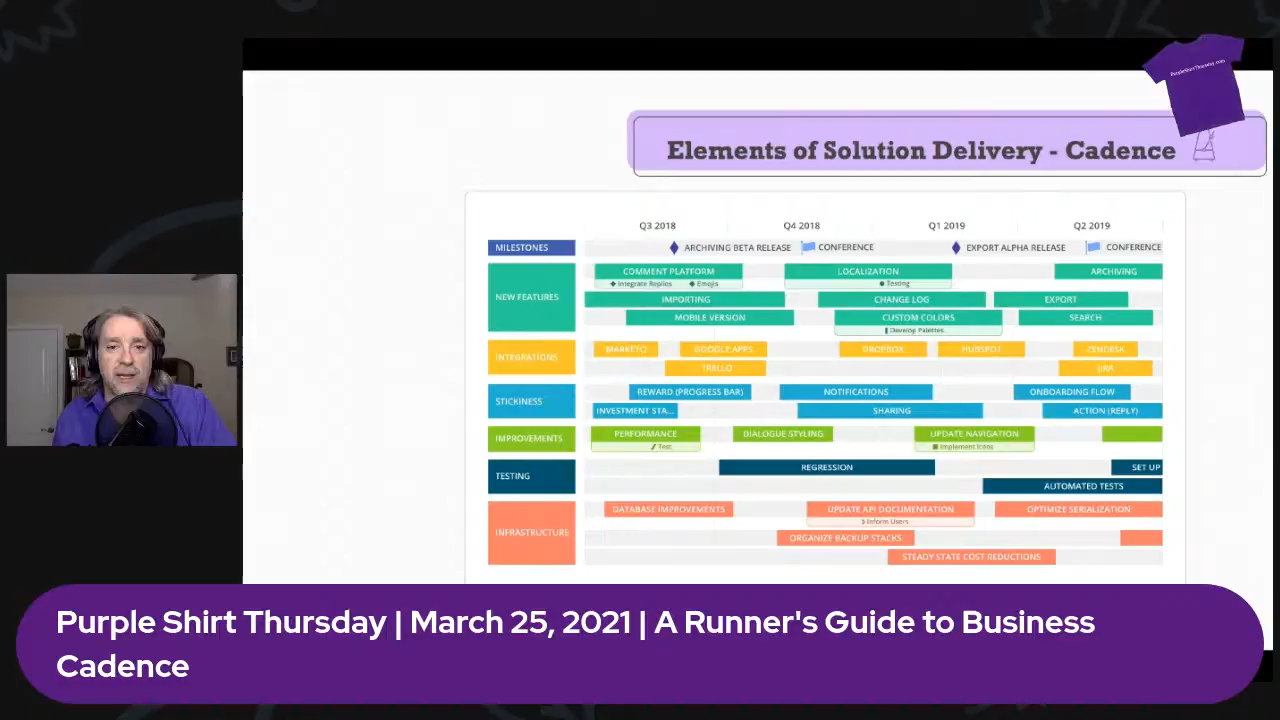 PurpleShirtThursday.com
Elements of Solution Delivery - Cadence
Q3 2018 Q4 2018 Q1 2019 Q2 2019
MILESTONES ARCHIVING BETA RELEASE CONFERENCE EXPORT ALPHA RELEASE CONFERENCE
NEW FEATURES
COMMENT PLATFORM LOCALIZATION ARCHIVING
Integrate Replies Emojis Testing
IMPORTING CHANGE LOG EXPORT
MOBILE VERSION CUSTOM COLORS SEARCH
Develop Palettes
INTEGRATIONS
MARKETO GOOGLE APPS DROPBOX HUBSPOT ZENDESK
TRELLO JIRA
STICKINESS
REWARD (PROGRESS BAR) NOTIFICATIONS ONBOARDING FLOW
INVESTMENT STA... SHARING ACTION (REPLY)
IMPROVEMENTS
PERFORMANCE DIALOGUE STYLING UPDATE NAVIGATION
Test Implement Icons
TESTING
REGRESSION SET UP
AUTOMATED TESTS
INFRASTRUCTURE
DATABASE IMPROVEMENTS UPDATE API DOCUMENTATION OPTIMIZE SERIALIZATION
Inform Users
ORGANIZE BACKUP STACKS
STEADY STATE COST REDUCTIONS
Purple Shirt Thursday | March 25, 2021 | A Runner's Guide to Business
Cadence